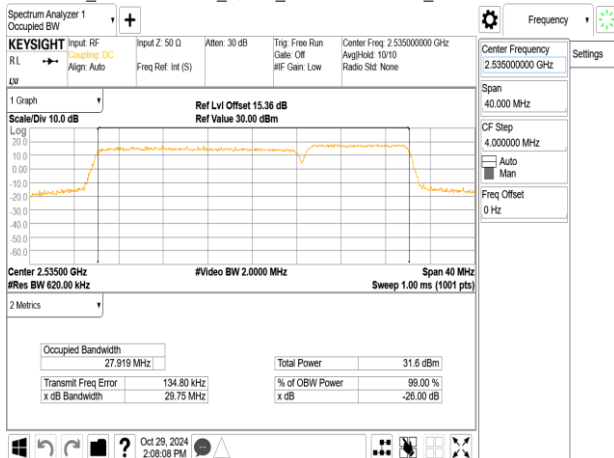 Spectrum Analyzer 1
Occupied BW
+
Frequency
KEYSIGHT
RL
LXI
Input: RF
Coupling: DC
Align: Auto
Input Z: 50 Ω
Freq Ref: Int (S)
Atten: 30 dB
Trig: Free Run
Gate: Off
#IF Gain: Low
Center Freq: 2.535000000 GHz
Avg|Hold: 10/10
Radio Std: None
Center Frequency
2.535000000 GHz
Settings
Span
40.000 MHz
CF Step
4.000000 MHz
Auto
Man
Freq Offset
0 Hz
1 Graph
Scale/Div 10.0 dB
Ref Lvl Offset 15.36 dB
Ref Value 30.00 dBm
Log
20.0
10.0
0.00
-10.0
-20.0
-30.0
-40.0
-50.0
-60.0
Center 2.53500 GHz
#Video BW 2.0000 MHz
Span 40 MHz
#Res BW 620.00 kHz
Sweep 1.00 ms (1001 pts)
2 Metrics
Occupied Bandwidth
27.919 MHz
Total Power 31.6 dBm
Transmit Freq Error 134.80 kHz
% of OBW Power 99.00 %
x dB Bandwidth 29.75 MHz
x dB -26.00 dB
?
Oct 29, 2024
2:08:08 PM